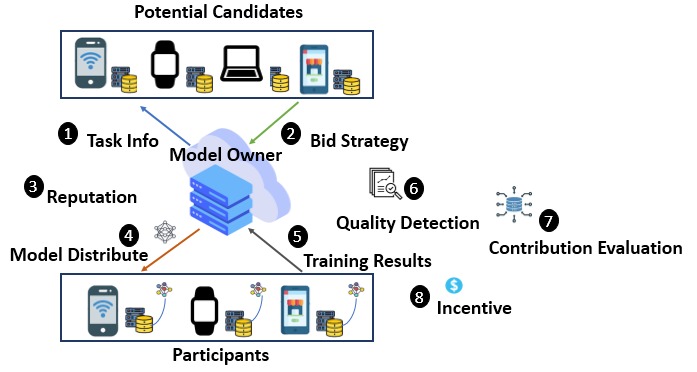 Potential Candidates
1 Task Info
2 Bid Strategy
Model Owner
3 Reputation
6
Quality Detection
7
Contribution Evaluation
4
Model Distribute
5
Training Results
$
8 Incentive
Participants